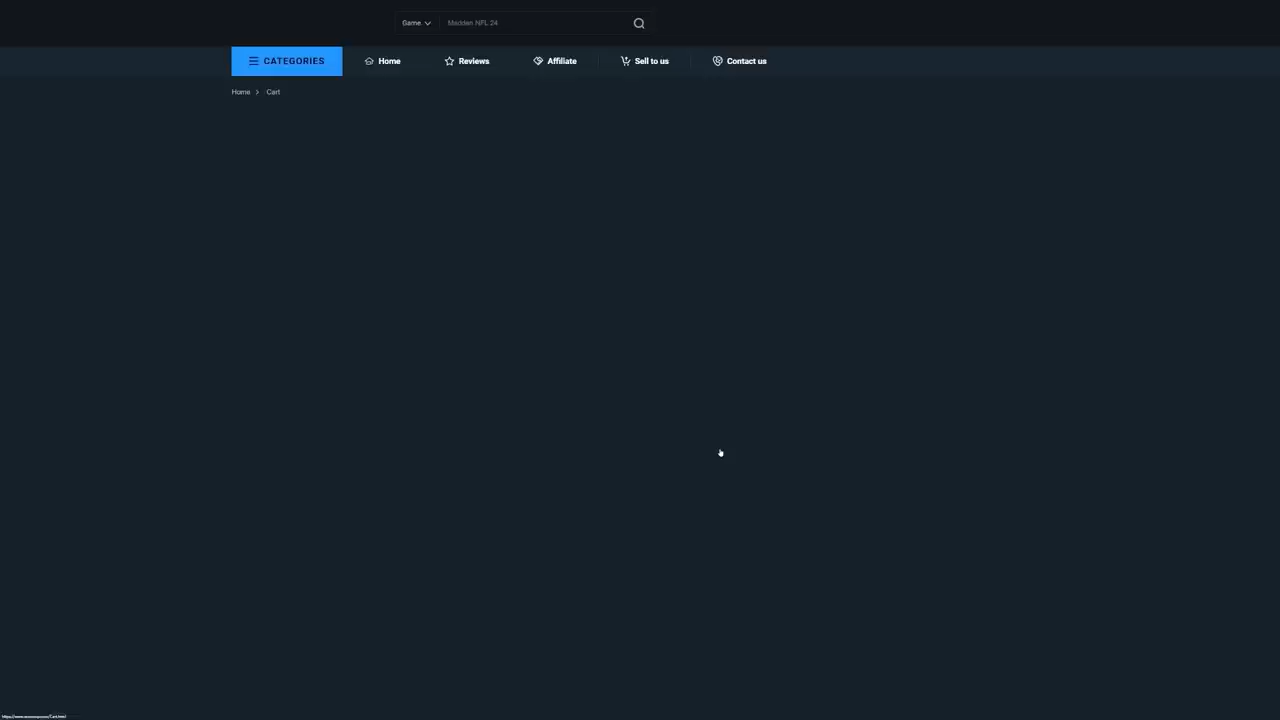 Game
Madden NFL 24
CATEGORIES
Home
Reviews
Affiliate
Sell to us
Contact us
Home > Cart